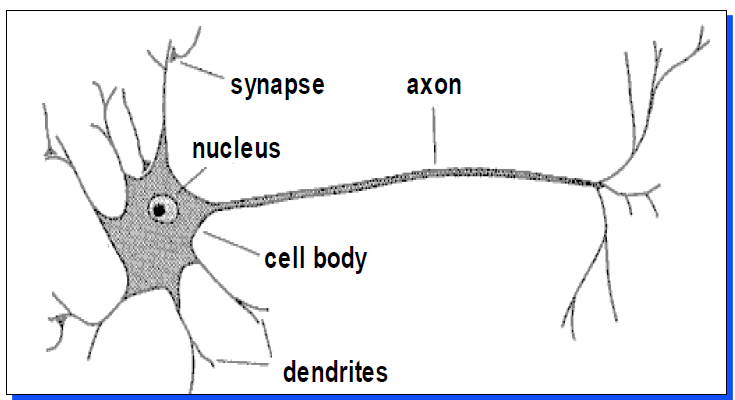 synapse
axon
nucleus
cell body
dendrites